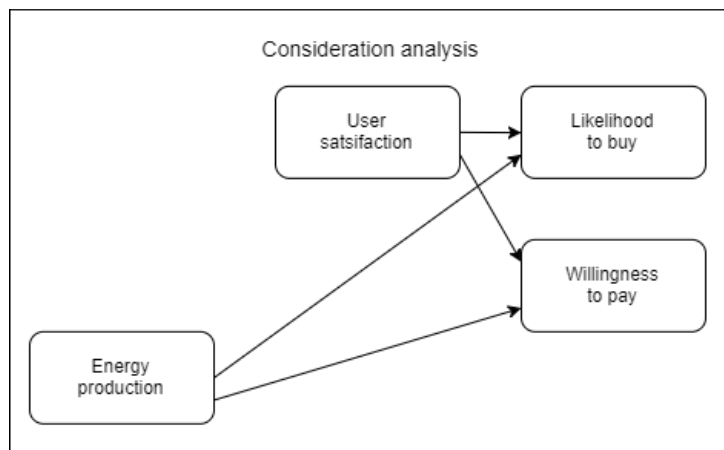 Consideration analysis
User
satsifaction
Likelihood
to buy
Willingness
to pay
Energy
production